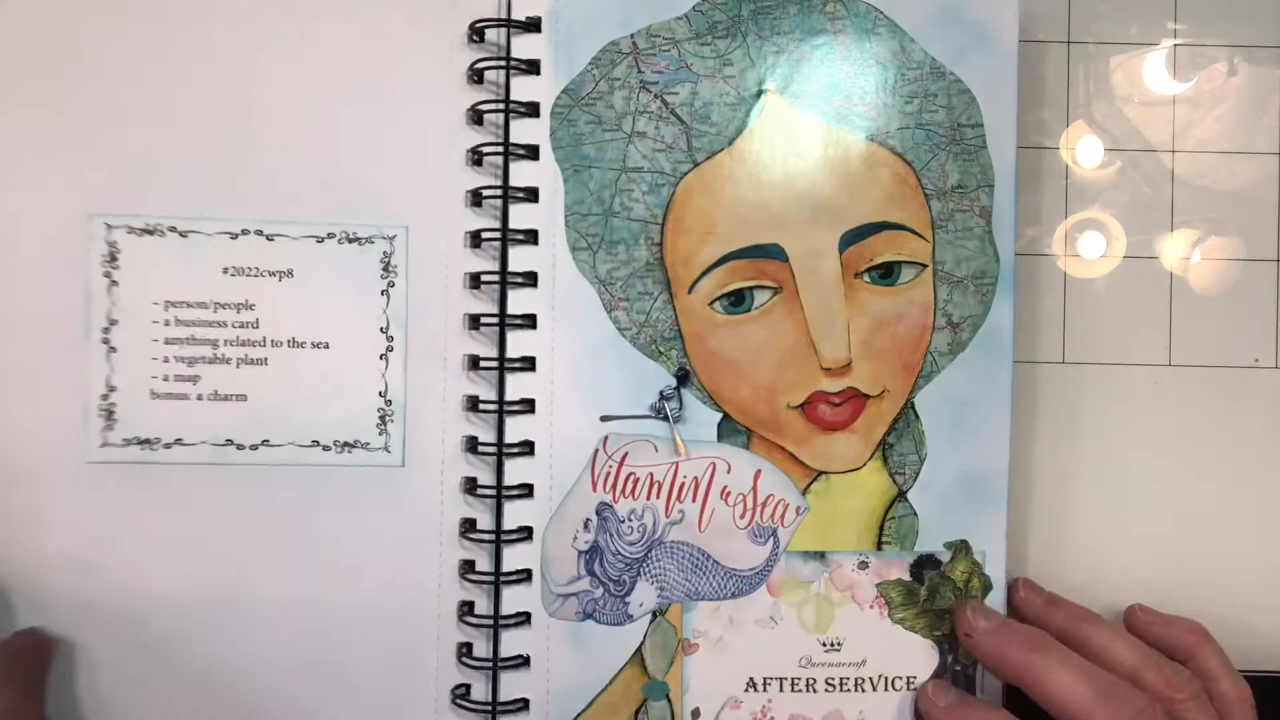 #2022cwp8
– person/people
– a business card
– anything related to the sea
– a vegetable plant
– a map
bonus: a charm
Vitamin "Sea
Queenacraft
AFTER SERVICE